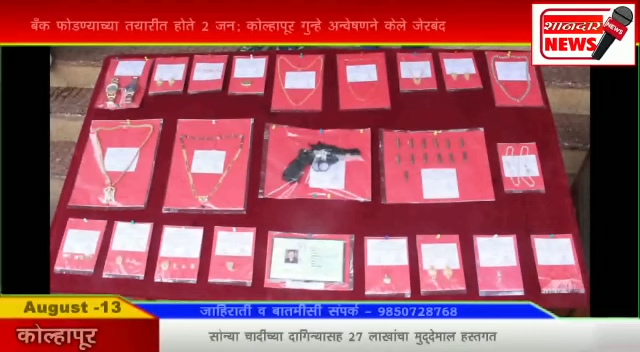 बँक फोडण्याच्या तयारीत होते 2 जन; कोल्हापूर गुन्हे अन्वेषणने केले जेरबंद
शानदार
NEWS
August -13
जाहिराती व बातमीसी संपर्क - 9850728768
कोल्हापूर
सोन्या चादीच्या दागिन्यासह 27 लाखांचा मुद्देमाल हस्तगत